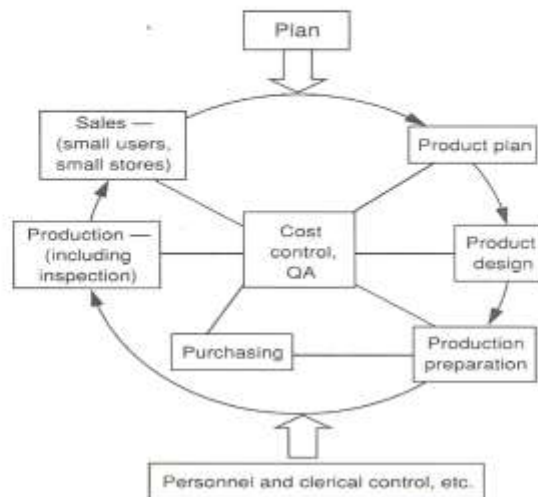 Plan
Sales —
(small users,
small stores)
Product plan
Production —
(including
inspection)
Cost
control,
QA
Product
design
Purchasing
Production
preparation
Personnel and clerical control, etc.